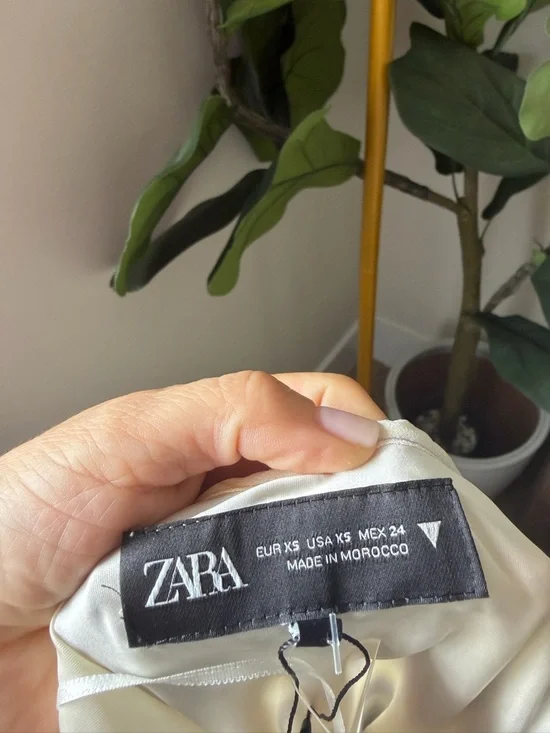 ZARA
EUR XS USA XS MEX 24
MADE IN MOROCCO